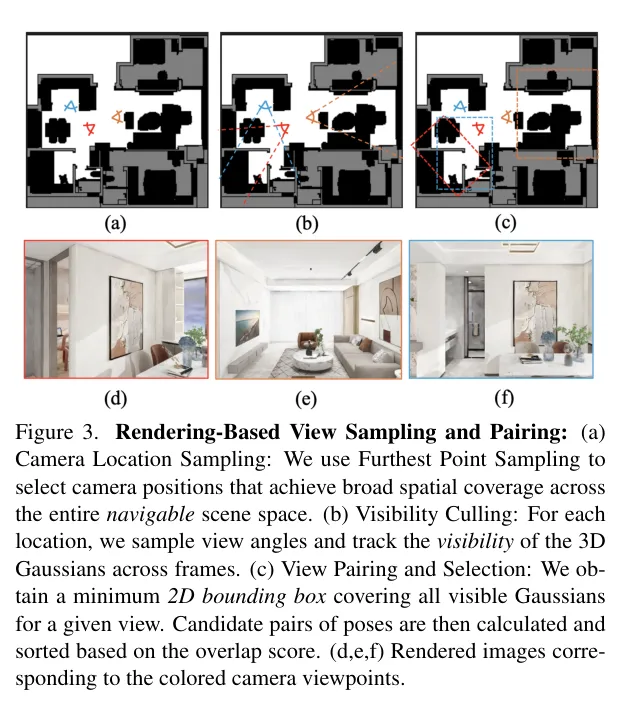 (a)
(b)
(c)
(d)
(e)
(f)
Figure 3. Rendering-Based View Sampling and Pairing: (a)
Camera Location Sampling: We use Furthest Point Sampling to
select camera positions that achieve broad spatial coverage across
the entire navigable scene space. (b) Visibility Culling: For each
location, we sample view angles and track the visibility of the 3D
Gaussians across frames. (c) View Pairing and Selection: We ob-
tain a minimum 2D bounding box covering all visible Gaussians
for a given view. Candidate pairs of poses are then calculated and
sorted based on the overlap score. (d,e,f) Rendered images corre-
sponding to the colored camera viewpoints.